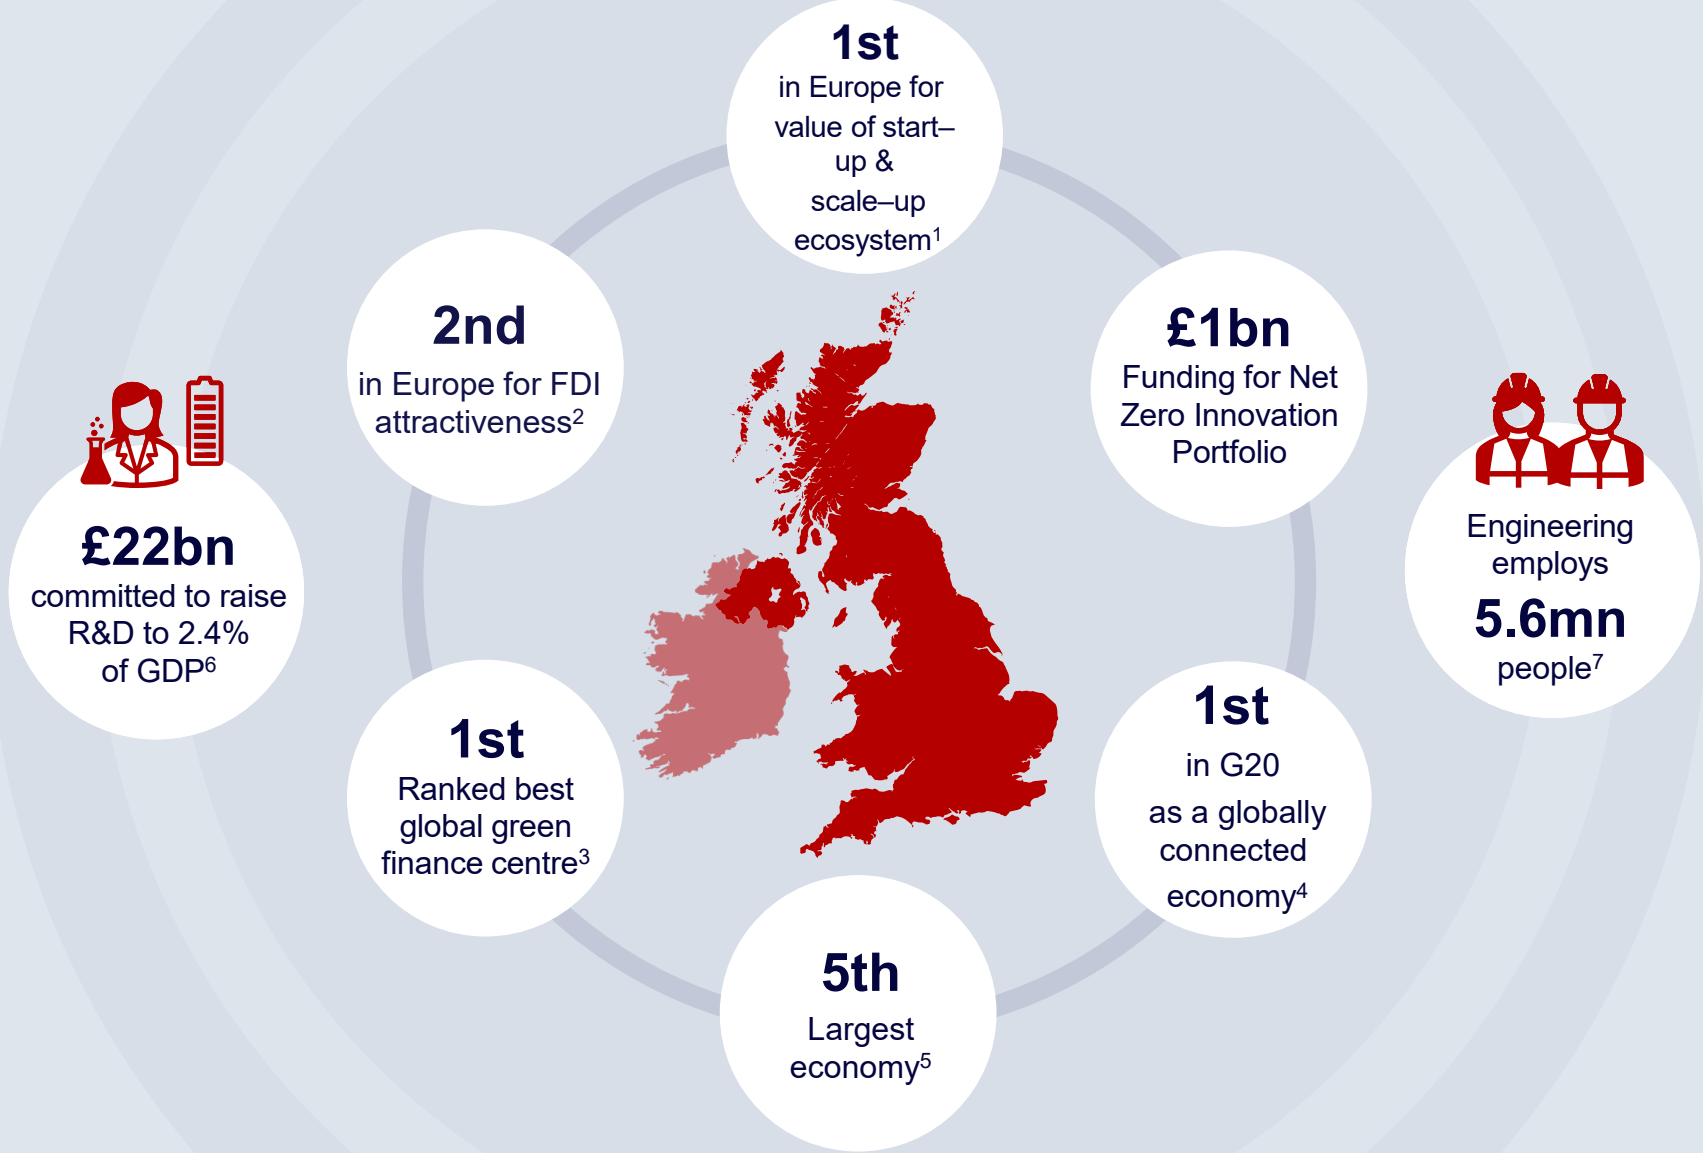 1st
in Europe for
value of start–
up &
scale–up
ecosystem1
2nd
in Europe for FDI
attractiveness2
£1bn
Funding for Net
Zero Innovation
Portfolio
£22bn
committed to raise
R&D to 2.4%
of GDP6
Engineering
employs
5.6mn
people7
1st
Ranked best
global green
finance centre3
1st
in G20
as a globally
connected
economy4
5th
Largest
economy5